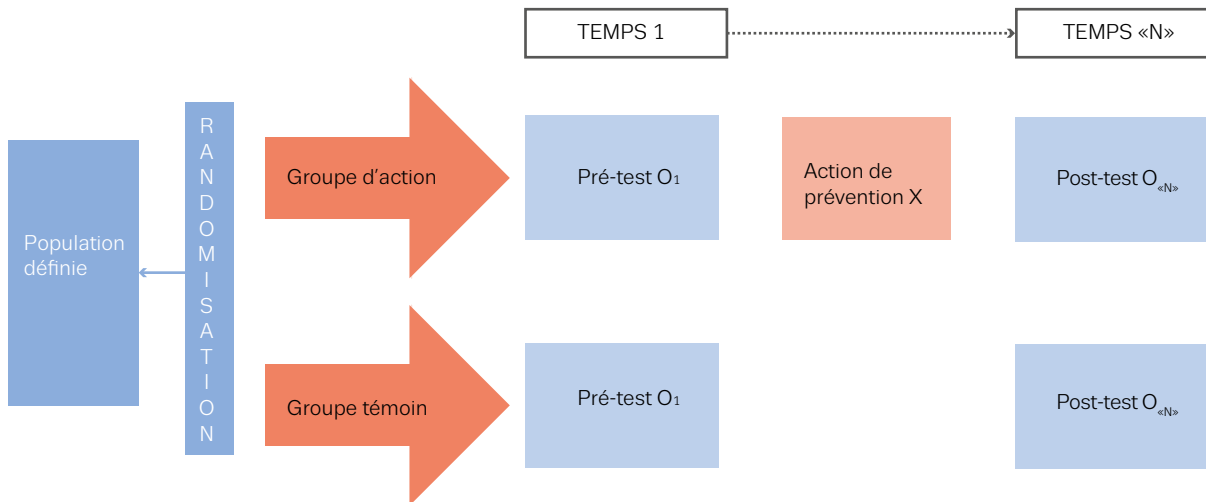 TEMPS 1
TEMPS «N»
Population
définie
RANDOMISATION
Groupe d’action
Pré-test O₁
Action de
prévention X
Post-test O«N»
Groupe témoin
Pré-test O₁
Post-test O«N»